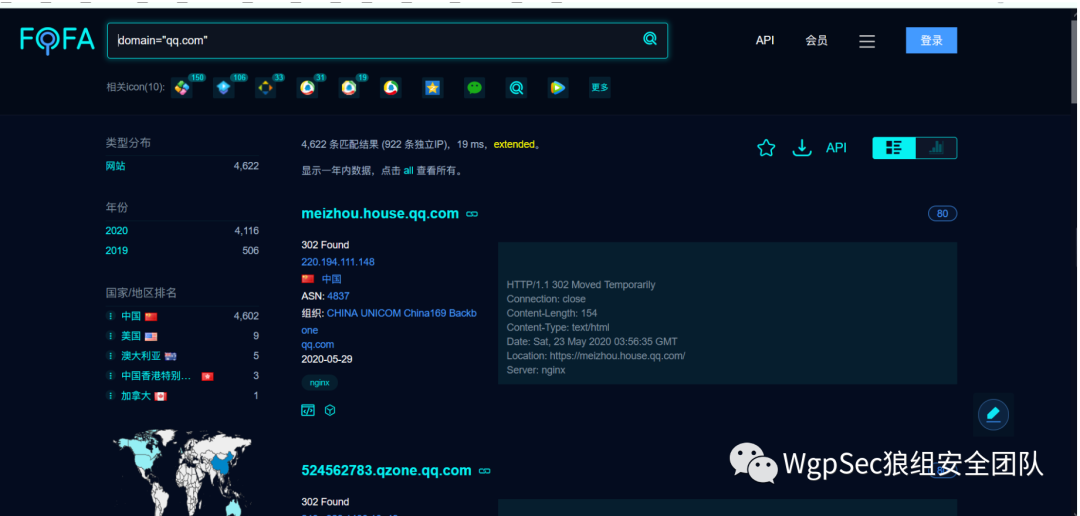 FOFA
domain="qq.com"
API
会员
登录
相关icon(10):
150
106
33
31
19
更多
类型分布
网站 4,622
年份
2020 4,116
2019 506
国家/地区排名
中国 4,602
美国 9
澳大利亚 5
中国香港特别... 3
加拿大 1
4,622 条匹配结果 (922 条独立IP)，19 ms，extended。
显示一年内数据，点击 all 查看所有。
API
meizhou.house.qq.com
80
302 Found
220.194.111.148
中国
ASN: 4837
组织: CHINA UNICOM China169 Backb
one
qq.com
2020-05-29
nginx
HTTP/1.1 302 Moved Temporarily
Connection: close
Content-Length: 154
Content-Type: text/html
Date: Sat, 23 May 2020 03:56:35 GMT
Location: https://meizhou.house.qq.com/
Server: nginx
524562783.qzone.qq.com
302 Found
WgpSec狼组安全团队